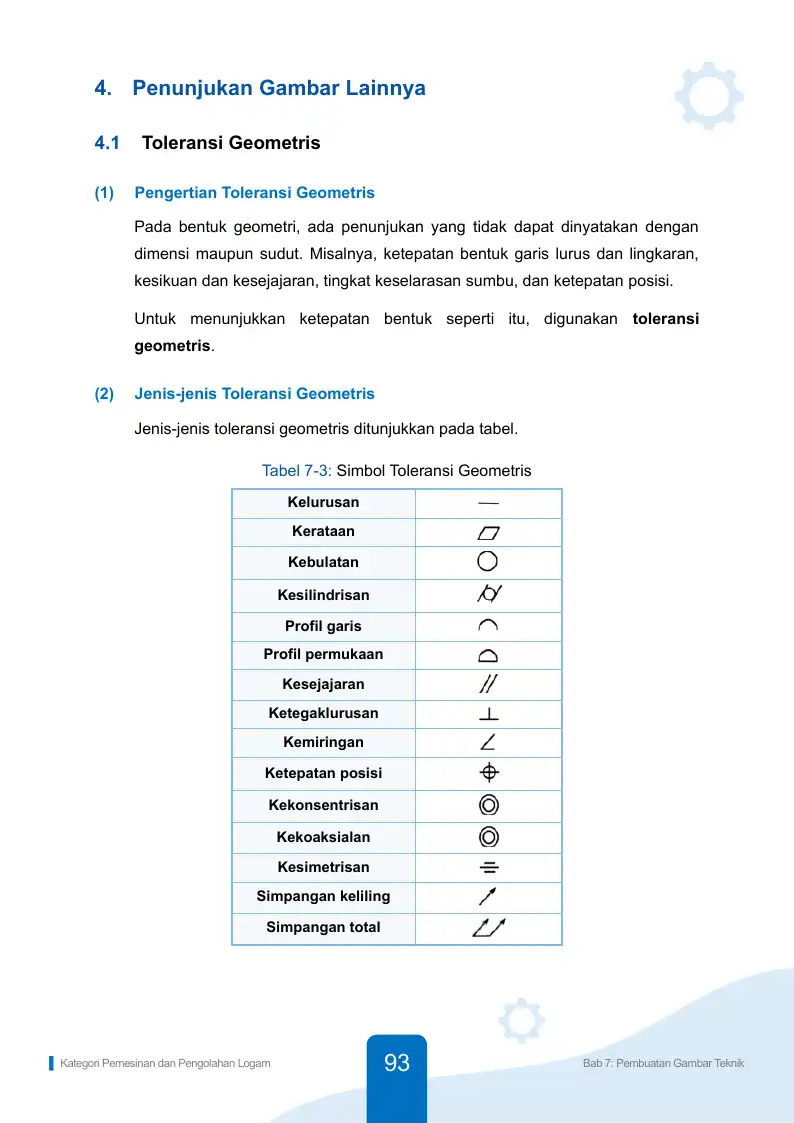 4. Penunjukan Gambar Lainnya
4.1 Toleransi Geometris
(1) Pengertian Toleransi Geometris
Pada bentuk geometri, ada penunjukan yang tidak dapat dinyatakan dengan
dimensi maupun sudut. Misalnya, ketepatan bentuk garis lurus dan lingkaran,
kesikuan dan kesejajaran, tingkat keselarasan sumbu, dan ketepatan posisi.
Untuk menunjukkan ketepatan bentuk seperti itu, digunakan toleransi
geometris.
(2) Jenis-jenis Toleransi Geometris
Jenis-jenis toleransi geometris ditunjukkan pada tabel.
Tabel 7-3: Simbol Toleransi Geometris
Kelurusan
Kerataan
Kebulatan
Kesilindrisan
Profil garis
Profil permukaan
Kesejajaran
Ketegaklurusan
Kemiringan
Ketepatan posisi
Kekonsentrisan
Kekoaksialan
Kesimetrisan
Simpangan keliling
Simpangan total
Kategori Pemesinan dan Pengolahan Logam
93
Bab 7: Pembuatan Gambar Teknik